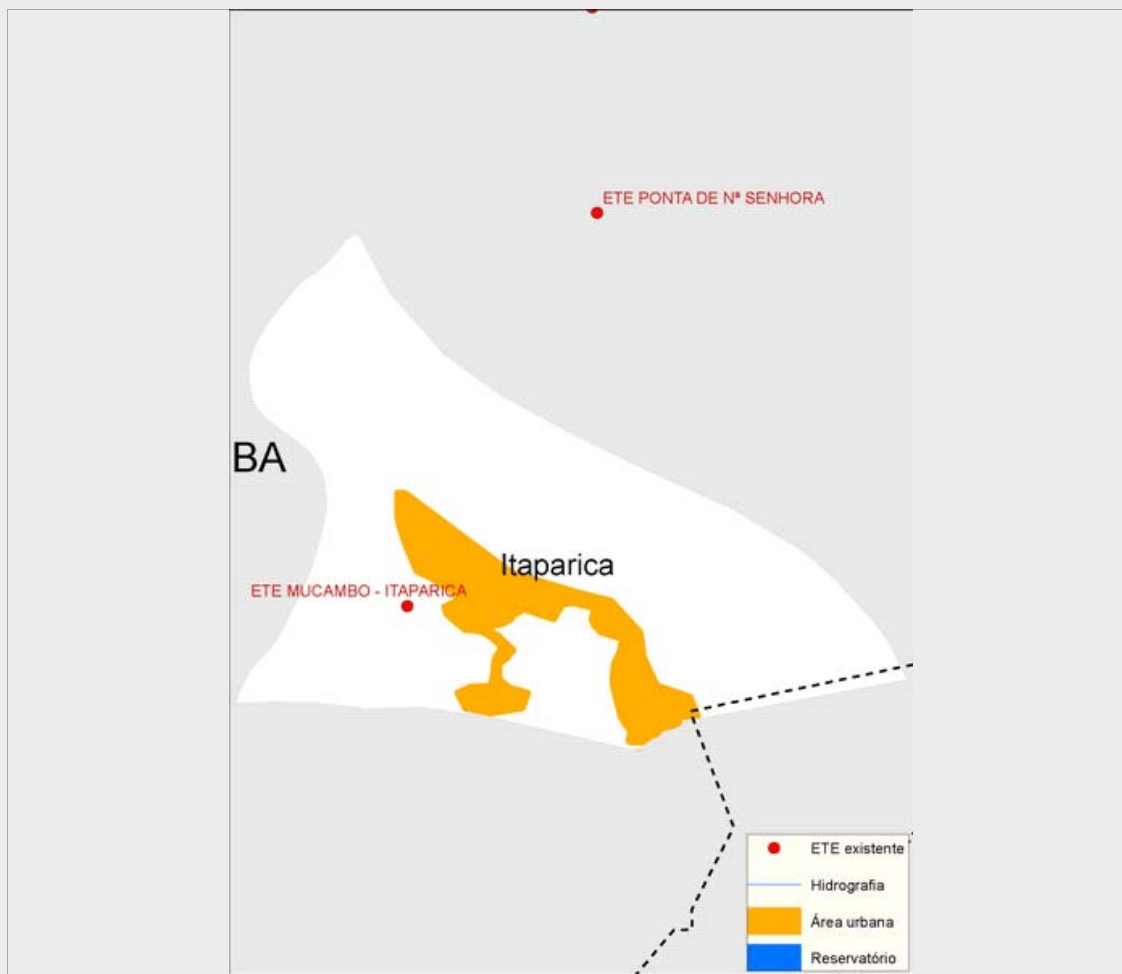 ETE PONTA DE Nª SENHORA
BA
Itaparica
ETE MUCAMBO - ITAPARICA
ETE existente
Hidrografia
Área urbana
Reservatório